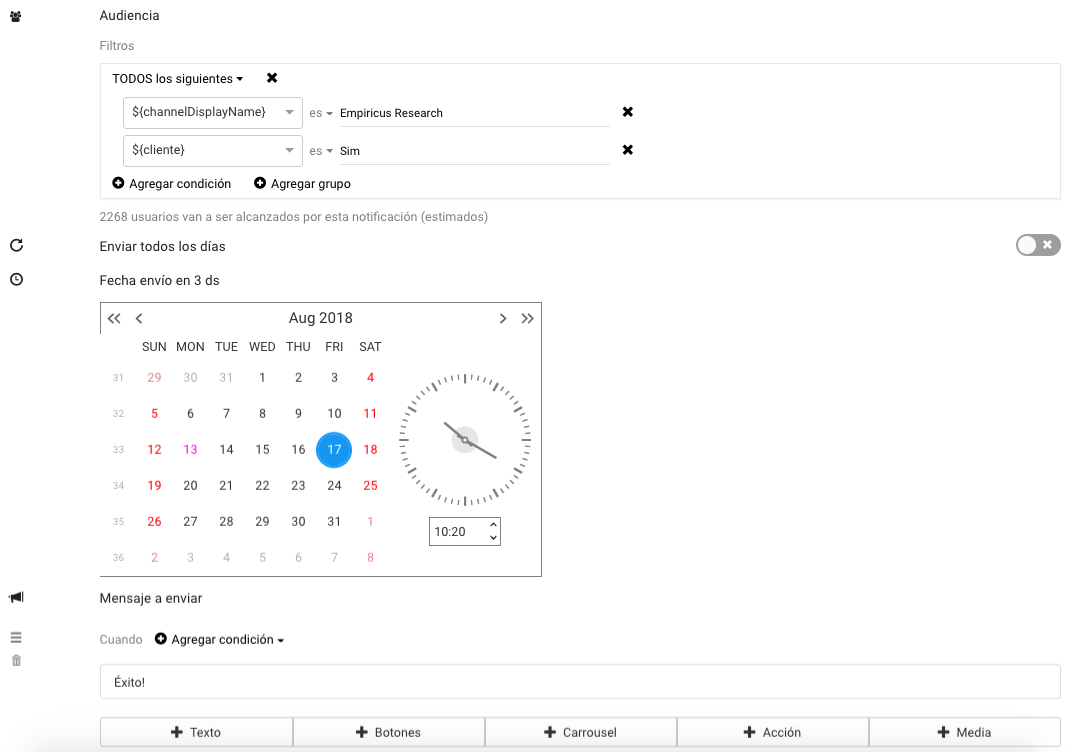 Audiencia
Filtros
TODOS los siguientes
${channelDisplayName} es Empiricus Research
${cliente} es Sim
Agregar condición Agregar grupo
2268 usuarios van a ser alcanzados por esta notificación (estimados)
Enviar todos los días
Fecha envío en 3 ds
Aug 2018
SUN MON TUE WED THU FRI SAT
31 29 30 31 1 2 3 4
32 5 6 7 8 9 10 11
33 12 13 14 15 16 17 18
34 19 20 21 22 23 24 25
35 26 27 28 29 30 31 1
36 2 3 4 5 6 7 8
10:20
Mensaje a enviar
Cuando Agregar condición
Éxito!
Texto Botones Carrousel Acción Media